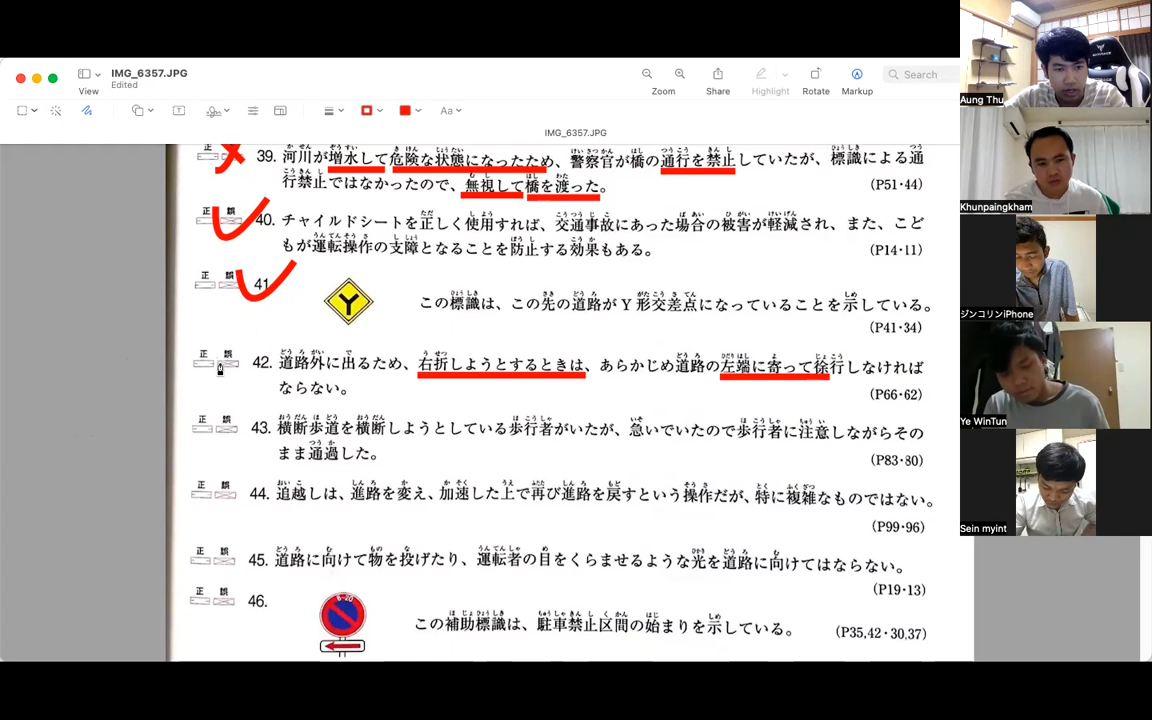 IMG_6357.JPG
Edited
View
Zoom
Share
Highlight
Rotate
Markup
Search
Aa
IMG_6357.JPG
正
39. 河川が増水して危険な状態になったため、警察官が橋の通行を禁止していたが、標識による通
行禁止ではなかったので、無視して橋を渡った。
(P51・44)
正 誤
40. チャイルドシートを正しく使用すれば、交通事故にあった場合の被害が軽減され、また、こど
もが運転操作の支障となることを防止する効果もある。
(P14・11)
正 誤
41
Y
この標識は、この先の道路がY形交差点になっていることを示している。
(P41・34)
正 誤
42. 道路外に出るため、右折しようとするときは、あらかじめ道路の左端に寄って徐行しなければ
ならない。
(P66・62)
正 誤
43. 横断歩道を横断しようとしている歩行者がいたが、急いでいたので歩行者に注意しながらその
まま通過した。
(P83・80)
正 誤
44. 追越しは、進路を変え、加速した上で再び進路を戻すという操作だが、特に複雑なものではない。
(P99・96)
正 誤
45. 道路に向けて物を投げたり、運転者の目をくらませるような光を道路に向けてはならない。
(P19・13)
正 誤
46.
8-20
この補助標識は、駐車禁止区間の始まりを示している。
(P35,42・30,37)
Aung Thu
Khunpaingkham
ジンコリンiPhone
Ye WinTun
Sein myint